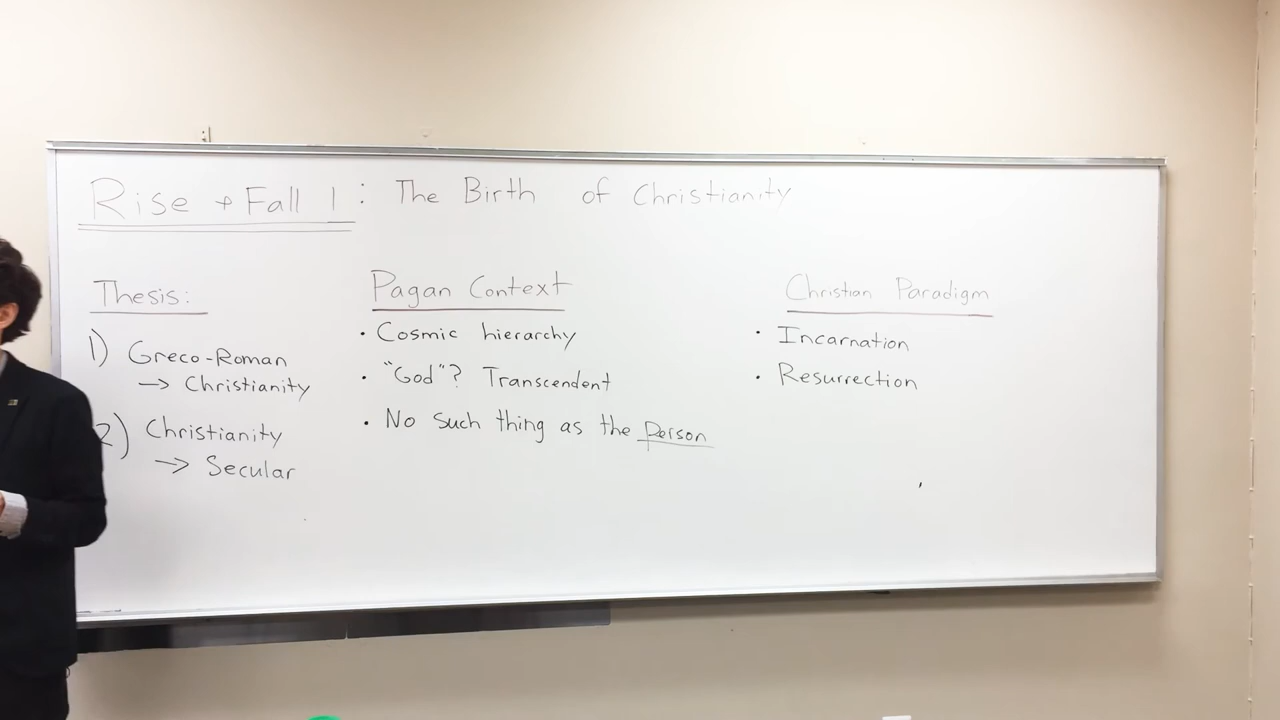 Rise + Fall 1: The Birth of Christianity
Thesis:
1) Greco-Roman
→ Christianity
2) Christianity
→ Secular
Pagan Context
• Cosmic hierarchy
• "God"? Transcendent
• No such thing as the person
Christian Paradigm
• Incarnation
• Resurrection